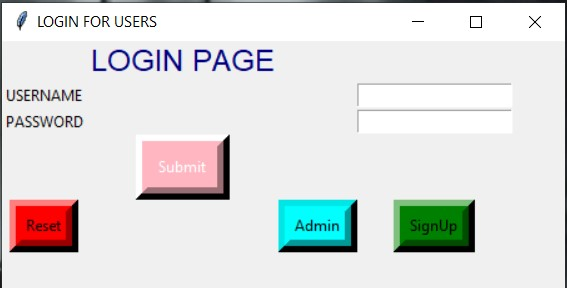 LOGIN FOR USERS
LOGIN PAGE
USERNAME
PASSWORD
Submit
Reset
Admin
SignUp